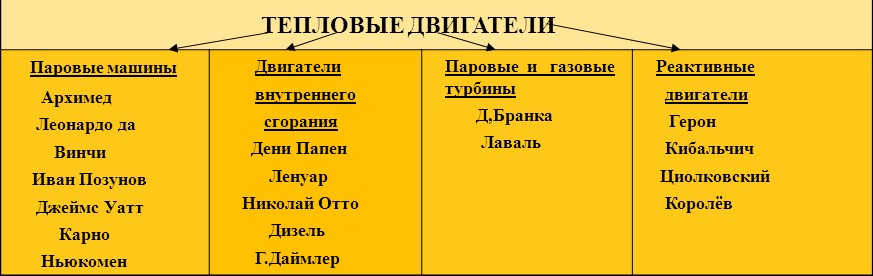 ТЕПЛОВЫЕ ДВИГАТЕЛИ
Паровые машины
Архимед
Леонардо да
Винчи
Иван Позунов
Джеймс Уатт
Карно
Ньюкомен
Двигатели
внутреннего
сгорания
Дени Папен
Ленуар
Николай Отто
Дизель
Г.Даймлер
Паровые и газовые
турбины
Д,Бранка
Лаваль
Реактивные
двигатели
Герон
Кибальчич
Циолковский
Королёв